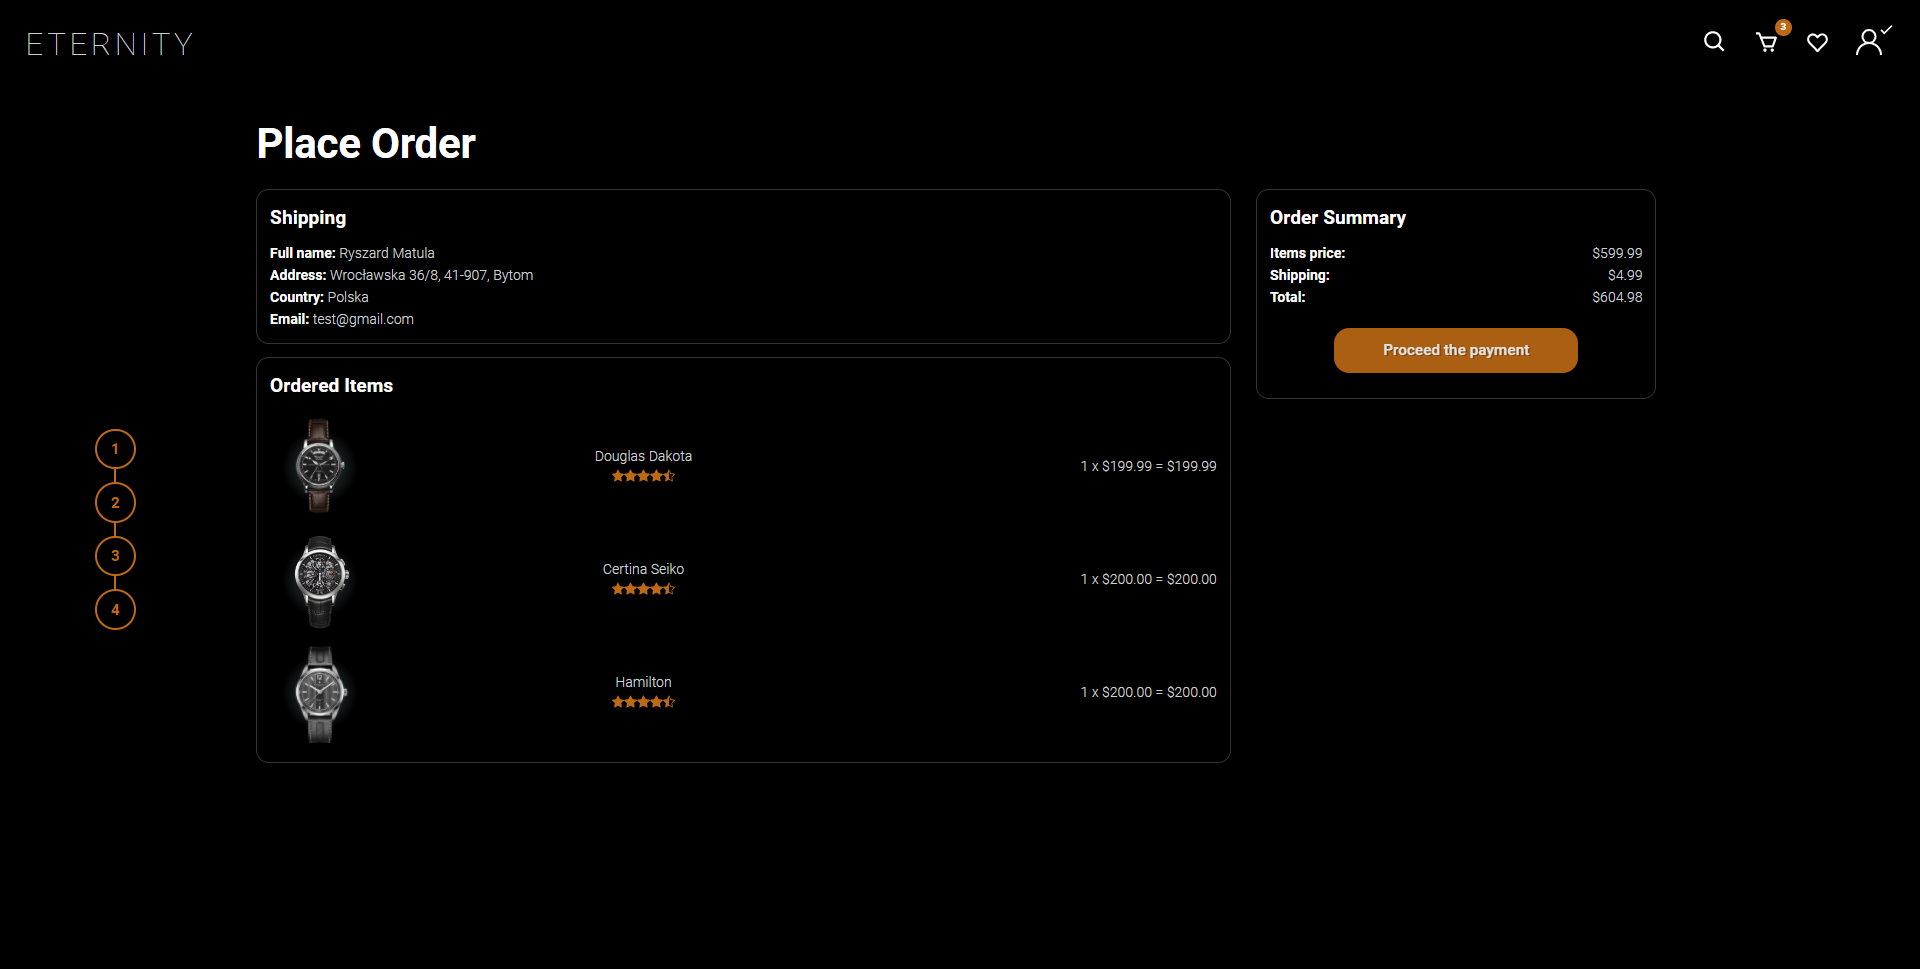 ETERNITY
3
Place Order
Shipping
Full name: Ryszard Matula
Address: Wrocławska 36/8, 41-907, Bytom
Country: Polska
Email: test@gmail.com
Order Summary
Items price: $599.99
Shipping: $4.99
Total: $604.98
Proceed the payment
Ordered Items
Douglas Dakota
1 x $199.99 = $199.99
Certina Seiko
1 x $200.00 = $200.00
Hamilton
1 x $200.00 = $200.00
1
2
3
4